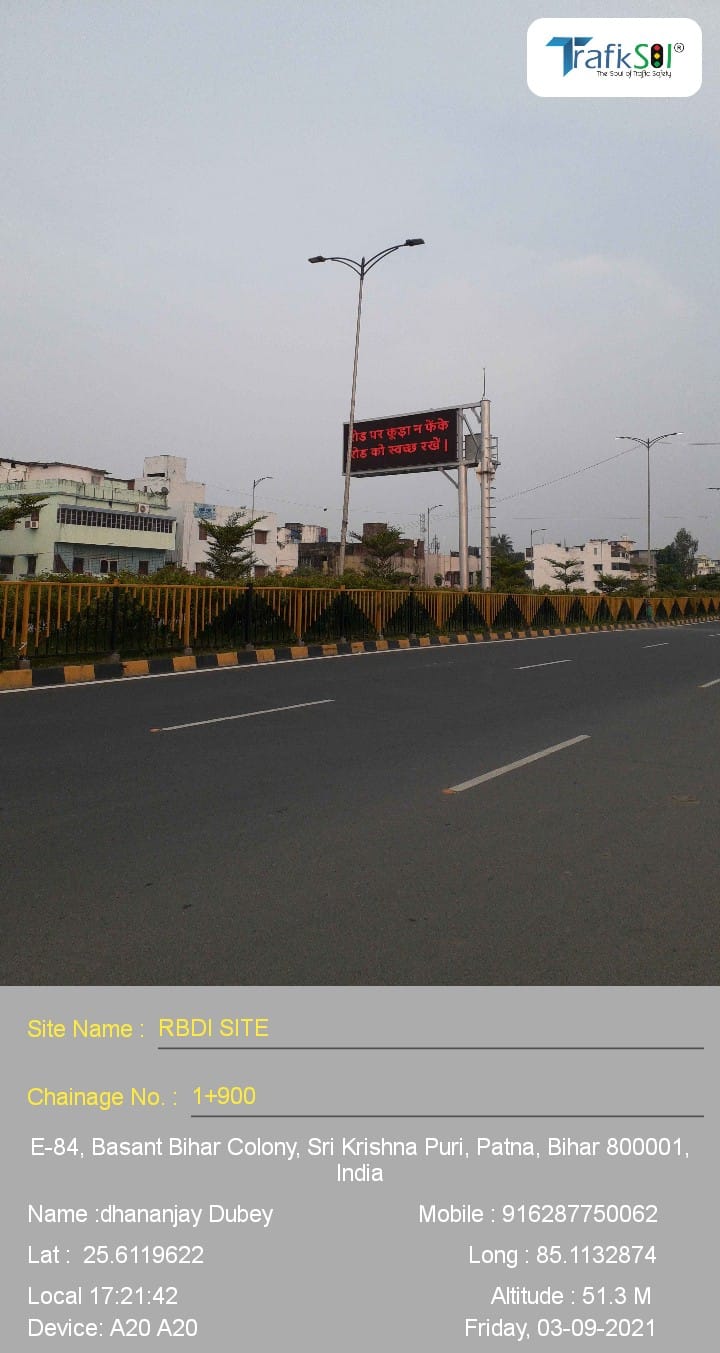 TrafikSol®
The Soul of Traffic Safety
रोड पर कूड़ा न फेंके
रोड को स्वच्छ रखें |
Site Name : RBDI SITE
Chainage No. : 1+900
E-84, Basant Bihar Colony, Sri Krishna Puri, Patna, Bihar 800001,
India
Name :dhananjay Dubey Mobile : 916287750062
Lat : 25.6119622 Long : 85.1132874
Local 17:21:42 Altitude : 51.3 M
Device: A20 A20 Friday, 03-09-2021